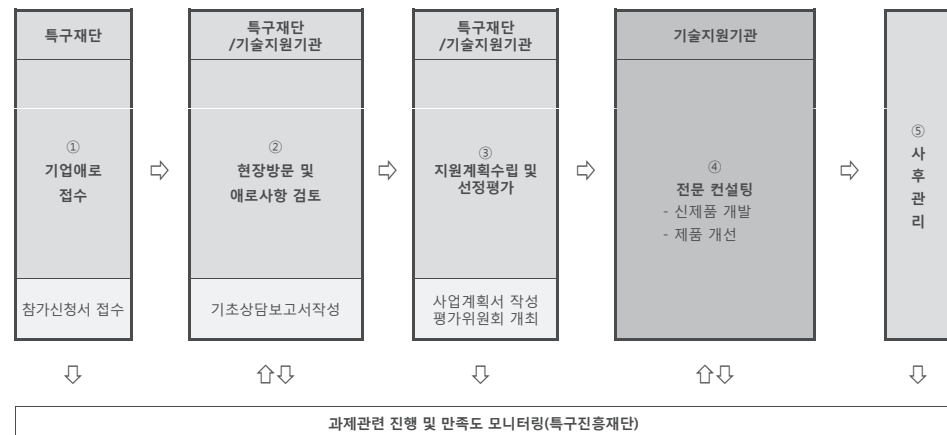 특구재단
①
기업애로
접수
참가신청서 접수
특구재단
/기술지원기관
②
현장방문 및
애로사항 검토
기초상담보고서작성
특구재단
/기술지원기관
③
지원계획수립 및
선정평가
사업계획서 작성
평가위원회 개최
기술지원기관
④
전문 컨설팅
- 신제품 개발
- 제품 개선
⑤
사
후
관
리
과제관련 진행 및 만족도 모니터링(특구진흥재단)